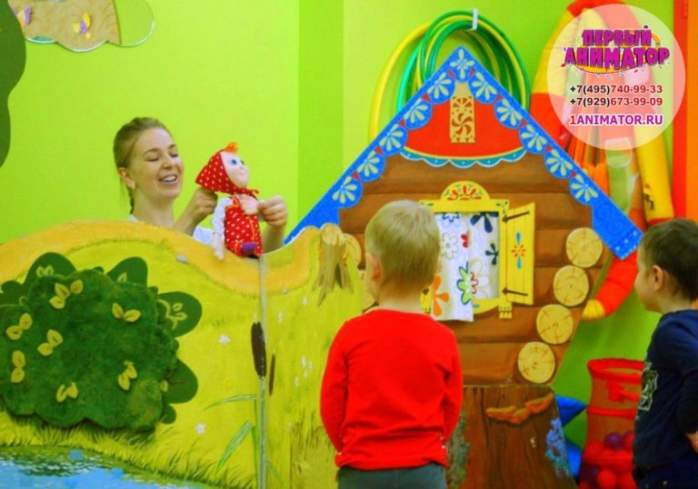 ПЕРВЫЙ
АНИМАТОР
+7(495)740-99-33
+7(929)673-99-09
1ANIMATOR.RU